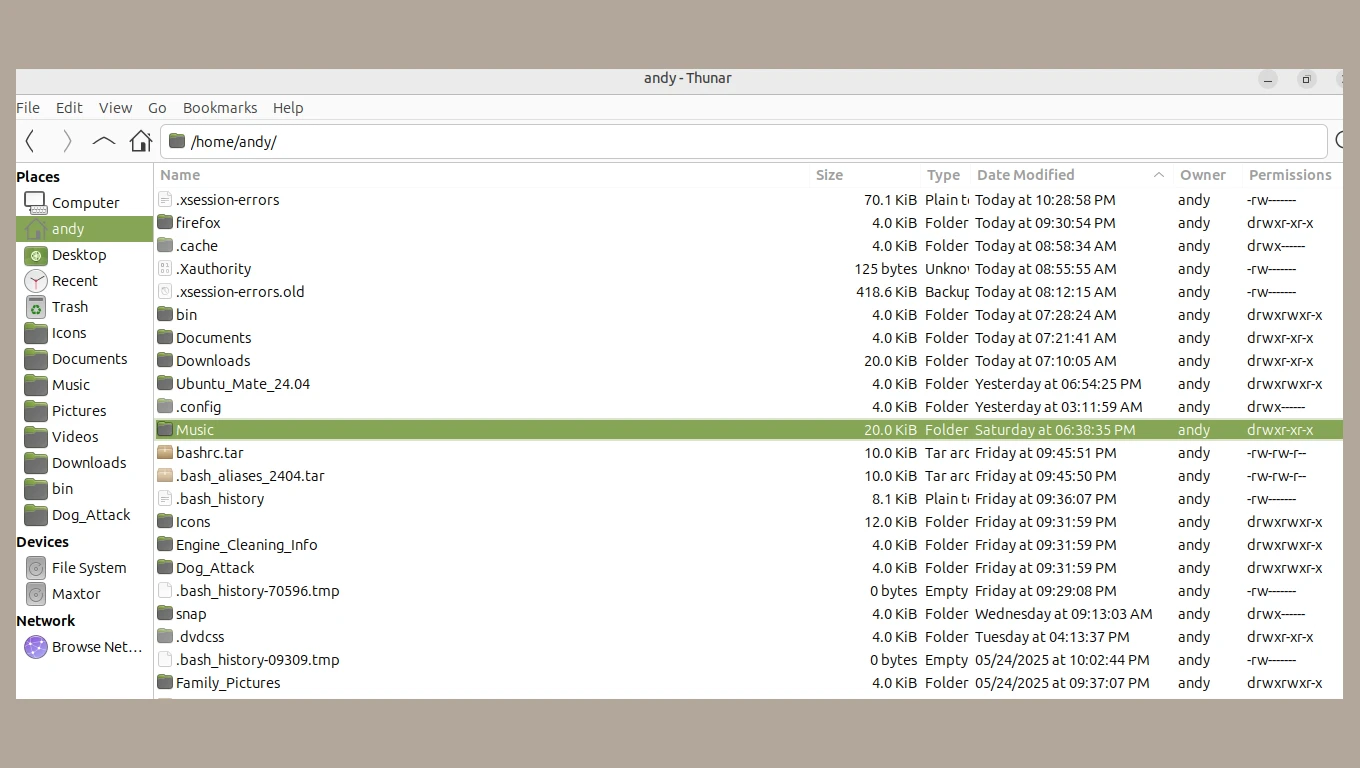 andy - Thunar
File Edit View Go Bookmarks Help
/home/andy/
Places
Computer
andy
Desktop
Recent
Trash
Icons
Documents
Music
Pictures
Videos
Downloads
bin
Dog_Attack
Devices
File System
Maxtor
Network
Browse Net...
Name Size Type Date Modified Owner Permissions
.xsession-errors 70.1 KiB Plain t Today at 10:28:58 PM andy -rw-------
firefox 4.0 KiB Folder Today at 09:30:54 PM andy drwxr-xr-x
.cache 4.0 KiB Folder Today at 08:58:34 AM andy drwx------
.Xauthority 125 bytes Unkno Today at 08:55:55 AM andy -rw-------
.xsession-errors.old 418.6 KiB Backup Today at 08:12:15 AM andy -rw-------
bin 4.0 KiB Folder Today at 07:28:24 AM andy drwxrwxr-x
Documents 4.0 KiB Folder Today at 07:21:41 AM andy drwxr-xr-x
Downloads 20.0 KiB Folder Today at 07:10:05 AM andy drwxr-xr-x
Ubuntu_Mate_24.04 4.0 KiB Folder Yesterday at 06:54:25 PM andy drwxrwxr-x
.config 4.0 KiB Folder Yesterday at 03:11:59 AM andy drwx------
Music 20.0 KiB Folder Saturday at 06:38:35 PM andy drwxr-xr-x
bashrc.tar 10.0 KiB Tar arc Friday at 09:45:51 PM andy -rw-rw-r--
.bash_aliases_2404.tar 10.0 KiB Tar arc Friday at 09:45:50 PM andy -rw-rw-r--
.bash_history 8.1 KiB Plain t Friday at 09:36:07 PM andy -rw-------
Icons 12.0 KiB Folder Friday at 09:31:59 PM andy drwxrwxr-x
Engine_Cleaning_Info 4.0 KiB Folder Friday at 09:31:59 PM andy drwxrwxr-x
Dog_Attack 4.0 KiB Folder Friday at 09:31:59 PM andy drwxrwxr-x
.bash_history-70596.tmp 0 bytes Empty Friday at 09:29:08 PM andy -rw-------
snap 4.0 KiB Folder Wednesday at 09:13:03 AM andy drwx------
.dvdcss 4.0 KiB Folder Tuesday at 04:13:37 PM andy drwxr-xr-x
.bash_history-09309.tmp 0 bytes Empty 05/24/2025 at 10:02:44 PM andy -rw-------
Family_Pictures 4.0 KiB Folder 05/24/2025 at 09:37:07 PM andy drwxrwxr-x